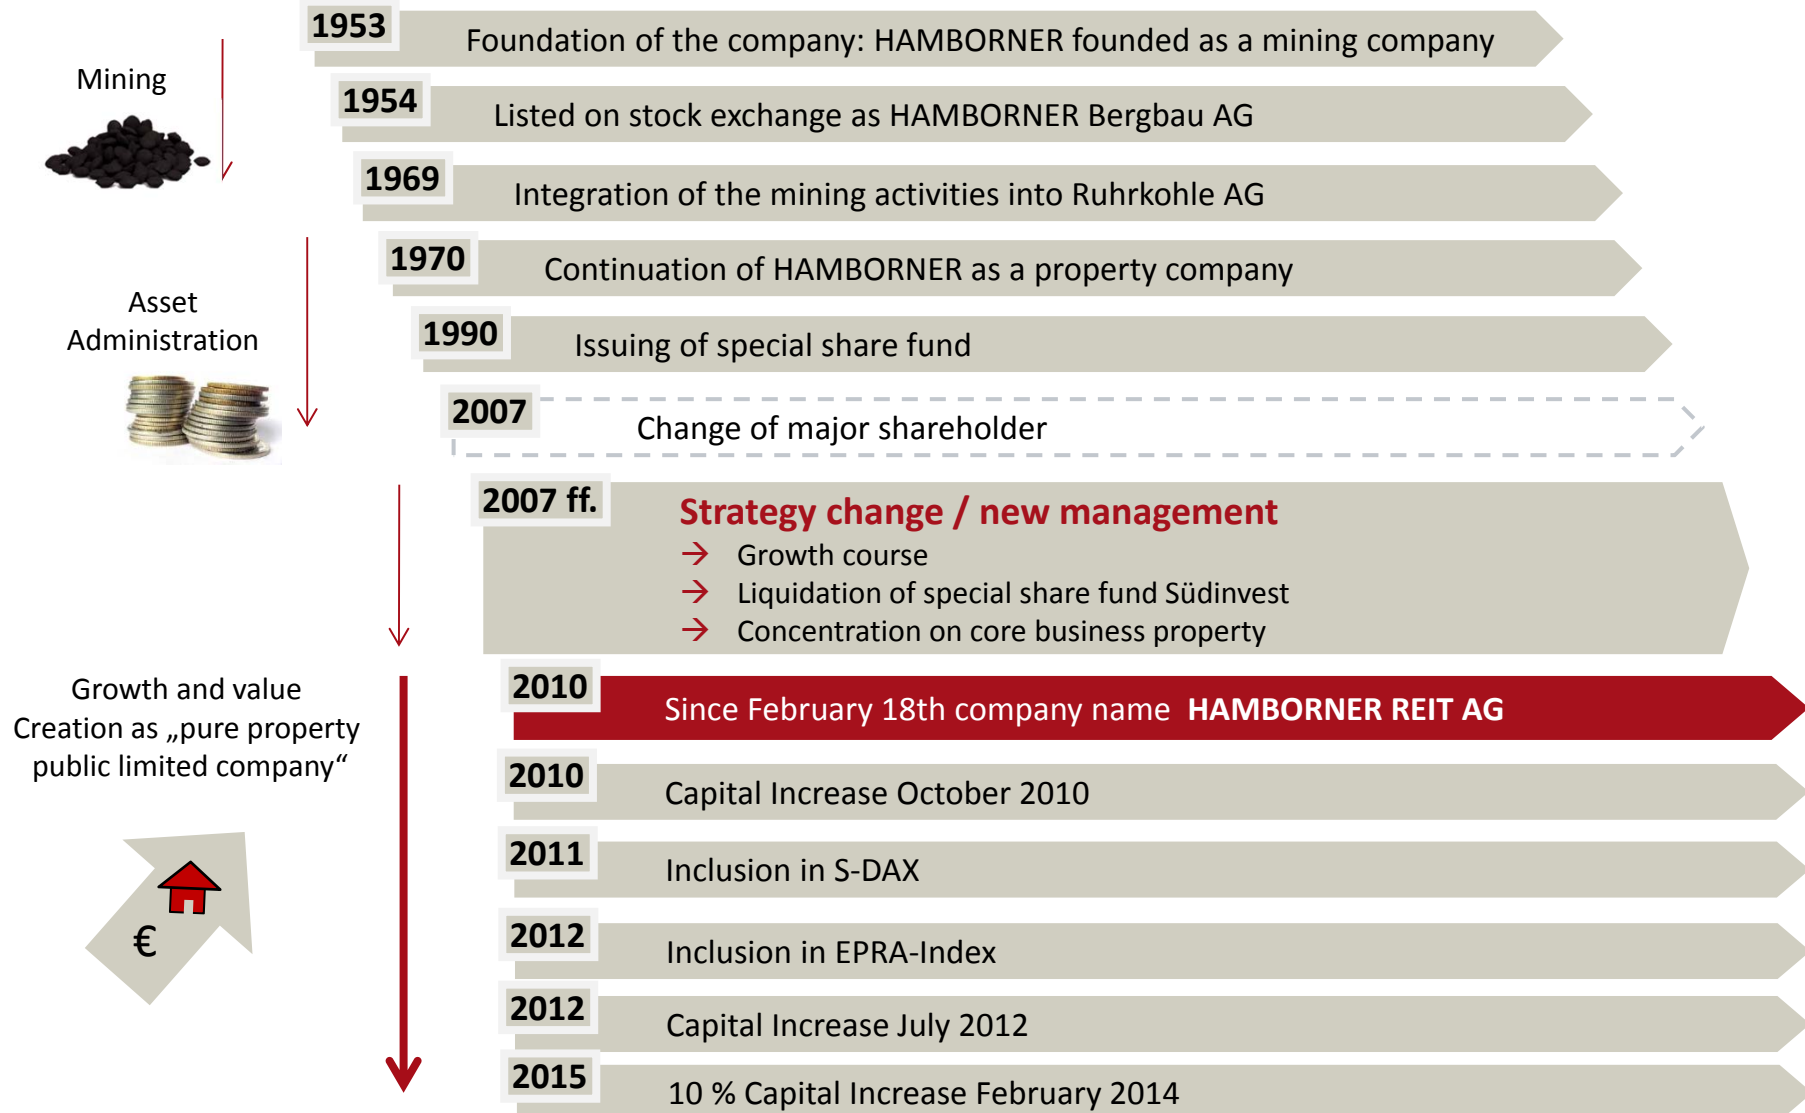 1953
Foundation of the company: HAMBORNER founded as a mining company
Mining
1954
Listed on stock exchange as HAMBORNER Bergbau AG
1969
Integration of the mining activities into Ruhrkohle AG
1970
Continuation of HAMBORNER as a property company
Asset
Administration
1990
Issuing of special share fund
2007
Change of major shareholder
2007 ff.
Strategy change / new management
→ Growth course
→ Liquidation of special share fund Südinvest
→ Concentration on core business property
Growth and value
Creation as „pure property
public limited company“
2010
Since February 18th company name HAMBORNER REIT AG
2010
Capital Increase October 2010
2011
Inclusion in S-DAX
€
2012
Inclusion in EPRA-Index
2012
Capital Increase July 2012
2015
10 % Capital Increase February 2014